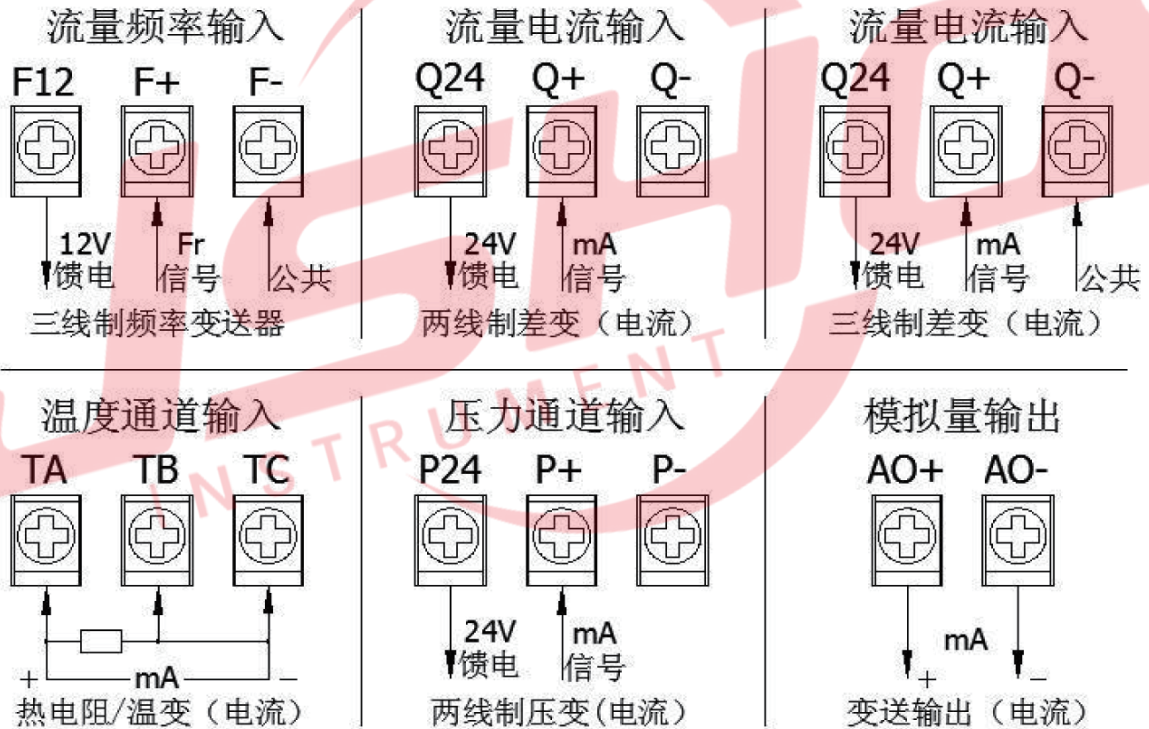 流量频率输入
F12 F+ F-
12V 馈电
Fr 信号
公共
三线制频率变送器
流量电流输入
Q24 Q+ Q-
24V 馈电
mA 信号
两线制差变（电流）
流量电流输入
Q24 Q+ Q-
24V 馈电
mA 信号
公共
三线制差变（电流）
温度通道输入
TA TB TC
+ mA −
热电阻/温变（电流）
压力通道输入
P24 P+ P-
24V 馈电
mA 信号
两线制压变(电流)
模拟量输出
AO+ AO-
mA
+ −
变送输出（电流）
INSTRUMENT